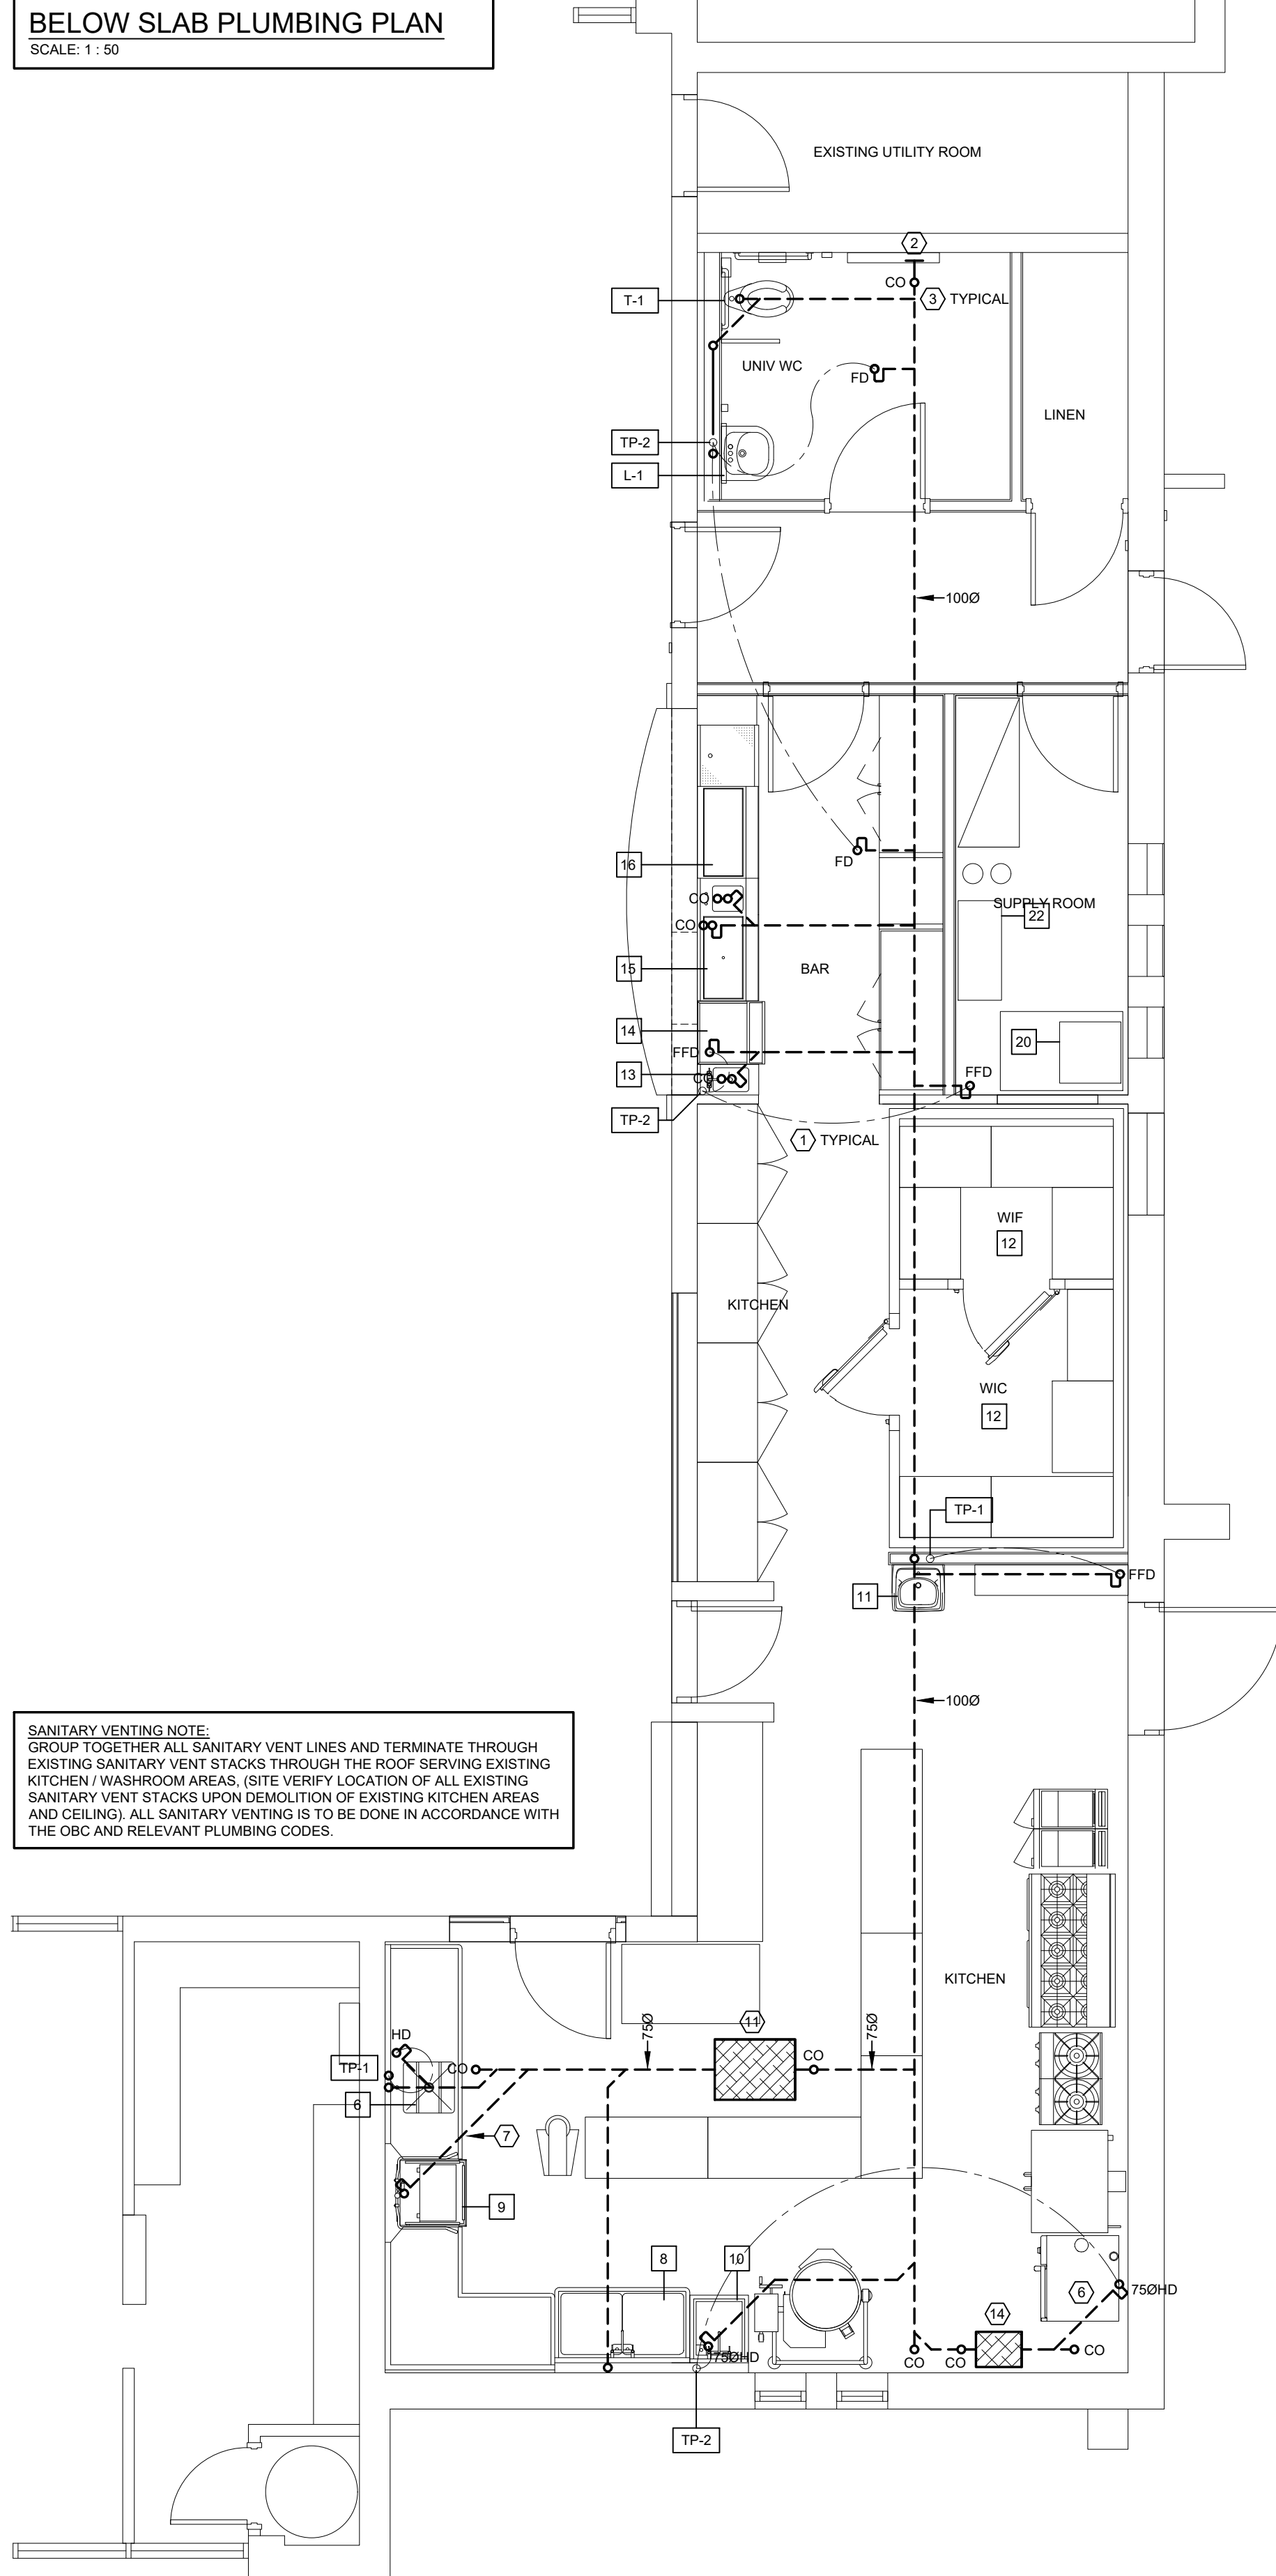 BELOW SLAB PLUMBING PLAN
SCALE: 1 : 50
EXISTING UTILITY ROOM
2
CO
T-1
3 TYPICAL
UNIV WC
FD
LINEN
TP-2
L-1
100Ø
16
FD
CO
SUPPLY ROOM
22
CO
15
BAR
14
20
FFD
13
CO
FFD
TP-2
1 TYPICAL
WIF
12
KITCHEN
WIC
12
TP-1
FFD
11
100Ø
SANITARY VENTING NOTE:
GROUP TOGETHER ALL SANITARY VENT LINES AND TERMINATE THROUGH
EXISTING SANITARY VENT STACKS THROUGH THE ROOF SERVING EXISTING
KITCHEN / WASHROOM AREAS, (SITE VERIFY LOCATION OF ALL EXISTING
SANITARY VENT STACKS UPON DEMOLITION OF EXISTING KITCHEN AREAS
AND CEILING). ALL SANITARY VENTING IS TO BE DONE IN ACCORDANCE WITH
THE OBC AND RELEVANT PLUMBING CODES.
KITCHEN
HD
75Ø
11
75Ø
TP-1
CO
CO
6
7
9
8
10
6
75ØHD
14
75ØHD
CO
CO
CO
TP-2